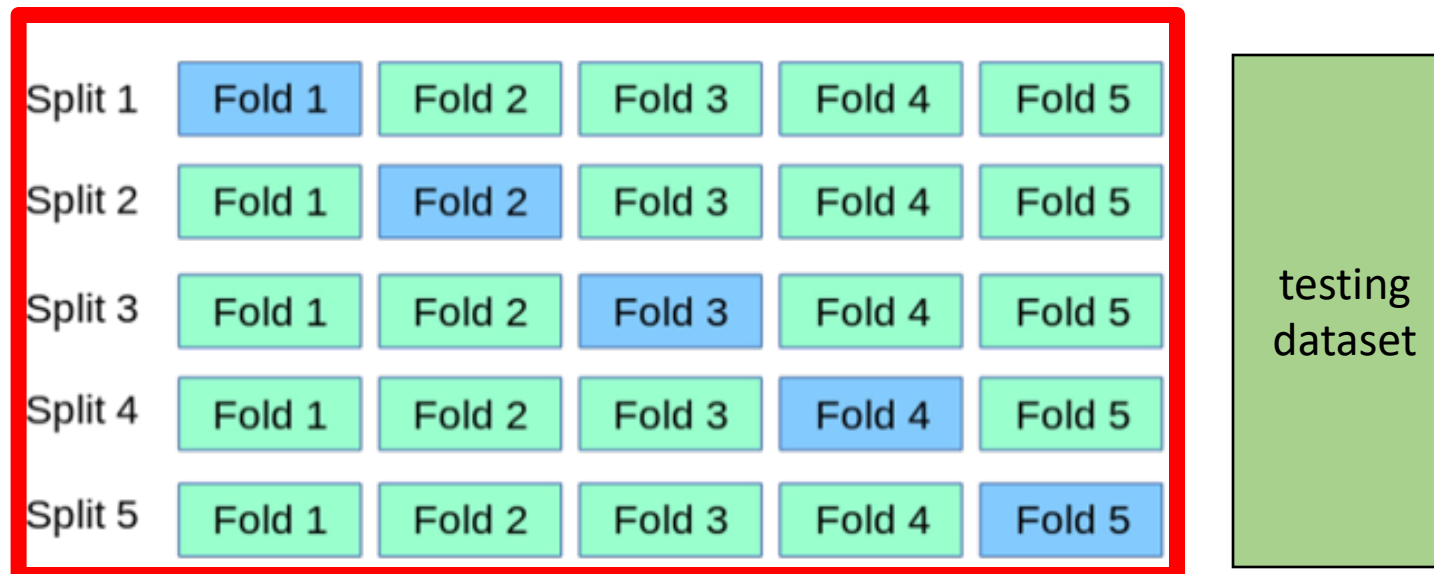 Split 1 Fold 1 Fold 2 Fold 3 Fold 4 Fold 5
Split 2 Fold 1 Fold 2 Fold 3 Fold 4 Fold 5
Split 3 Fold 1 Fold 2 Fold 3 Fold 4 Fold 5
Split 4 Fold 1 Fold 2 Fold 3 Fold 4 Fold 5
Split 5 Fold 1 Fold 2 Fold 3 Fold 4 Fold 5
testing
dataset